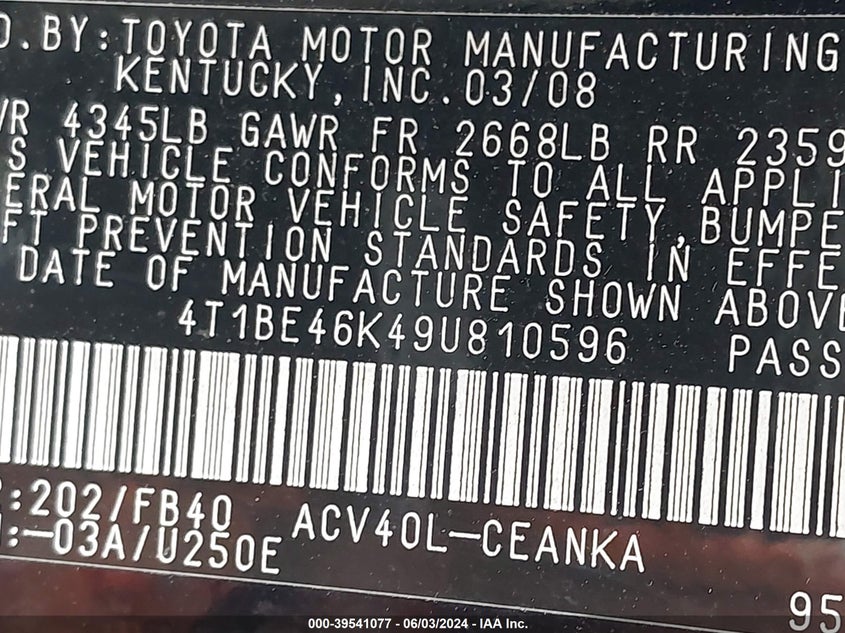 D.BY:TOYOTA MOTOR MANUFACTURING
KENTUCKY,INC.03/08
WR 4345LB GAWR FR 2668LB RR 2359
S VEHICLE CONFORMS TO ALL APPLI
ERAL MOTOR VEHICLE SAFETY,BUMPE
FT PREVENTION STANDARDS IN EFFE
DATE OF MANUFACTURE SHOWN ABOVE
4T1BE46K49U810596 PASS
R:202/FB40 ACV40L-CEANKA
:-03A/U250E
95
000-39541077 - 06/03/2024 - IAA Inc.